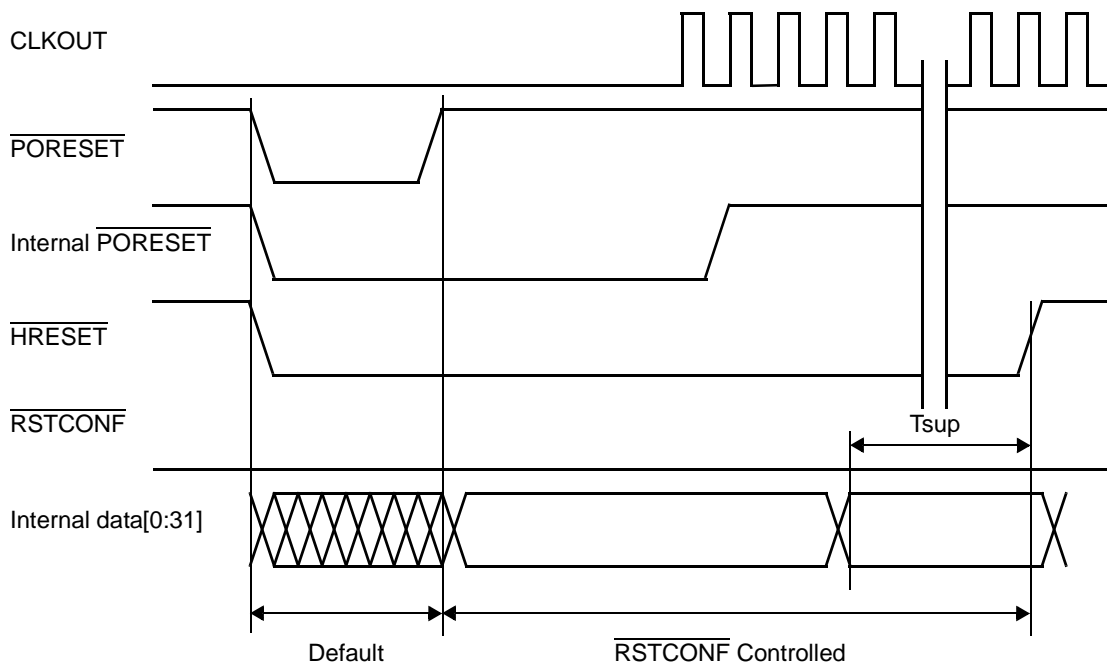 CLKOUT
PORESET
Internal PORESET
HRESET
RSTCONF
Tsup
Internal data[0:31]
Default
RSTCONF Controlled